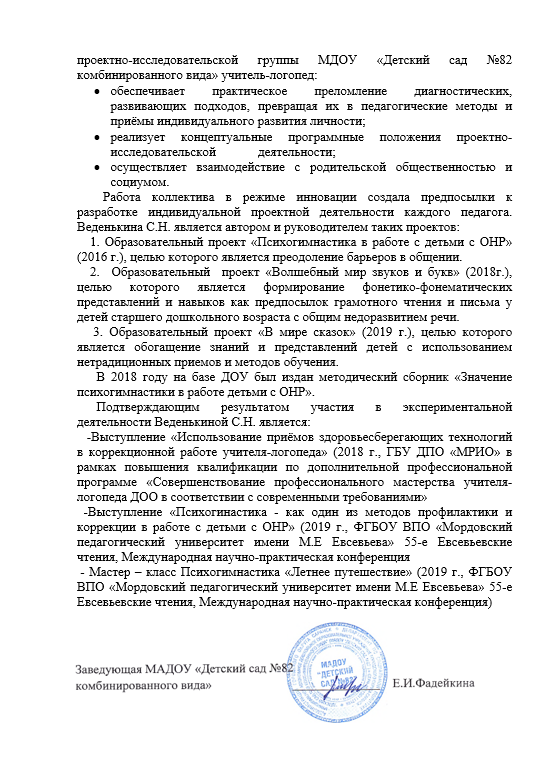 проектно-исследовательской группы МДОУ «Детский сад №82
комбинированного вида» учитель-логопед:
• обеспечивает практическое преломление диагностических,
развивающих подходов, превращая их в педагогические методы и
приёмы индивидуального развития личности;
• реализует концептуальные программные положения проектно-
исследовательской деятельности;
• осуществляет взаимодействие с родительской общественностью и
социумом.
Работа коллектива в режиме инновации создала предпосылки к
разработке индивидуальной проектной деятельности каждого педагога.
Веденькина С.Н. является автором и руководителем таких проектов:
1. Образовательный проект «Психогимнастика в работе с детьми с ОНР»
(2016 г.), целью которого является преодоление барьеров в общении.
2. Образовательный проект «Волшебный мир звуков и букв» (2018г.),
целью которого является формирование фонетико-фонематических
представлений и навыков как предпосылок грамотного чтения и письма у
детей старшего дошкольного возраста с общим недоразвитием речи.
3. Образовательный проект «В мире сказок» (2019 г.), целью которого
является обогащение знаний и представлений детей с использованием
нетрадиционных приемов и методов обучения.
В 2018 году на базе ДОУ был издан методический сборник «Значение
психогимнастики в работе детьми с ОНР».
Подтверждающим результатом участия в экспериментальной
деятельности Веденькиной С.Н. является:
-Выступление «Использование приёмов здоровьесберегающих технологий
в коррекционной работе учителя-логопеда» (2018 г., ГБУ ДПО «МРИО» в
рамках повышения квалификации по дополнительной профессиональной
программе «Совершенствование профессионального мастерства учителя-
логопеда ДОО в соответствии с современными требованиями»
-Выступление «Психогинастика - как один из методов профилактики и
коррекции в работе с детьми с ОНР» (2019 г., ФГБОУ ВПО «Мордовский
педагогический университет имени М.Е Евсевьева» 55-е Евсевьевские
чтения, Международная научно-практическая конференция
- Мастер – класс Психогимнастика «Летнее путешествие» (2019 г., ФГБОУ
ВПО «Мордовский педагогический университет имени М.Е Евсевьева» 55-е
Евсевьевские чтения, Международная научно-практическая конференция)
Заведующая МАДОУ «Детский сад №82
комбинированного вида» Е.И.Фадейкина
МАДОУ
"ДЕТСКИЙ
САД №82